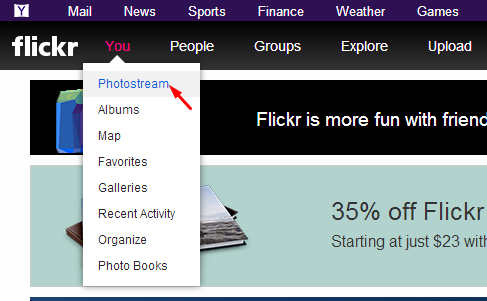 Y Mail News Sports Finance Weather Games
flickr You People Groups Explore Upload
Photostream
Albums
Map
Favorites
Galleries
Recent Activity
Organize
Photo Books
Flickr is more fun with friend
35% off Flickr
Starting at just $23 with